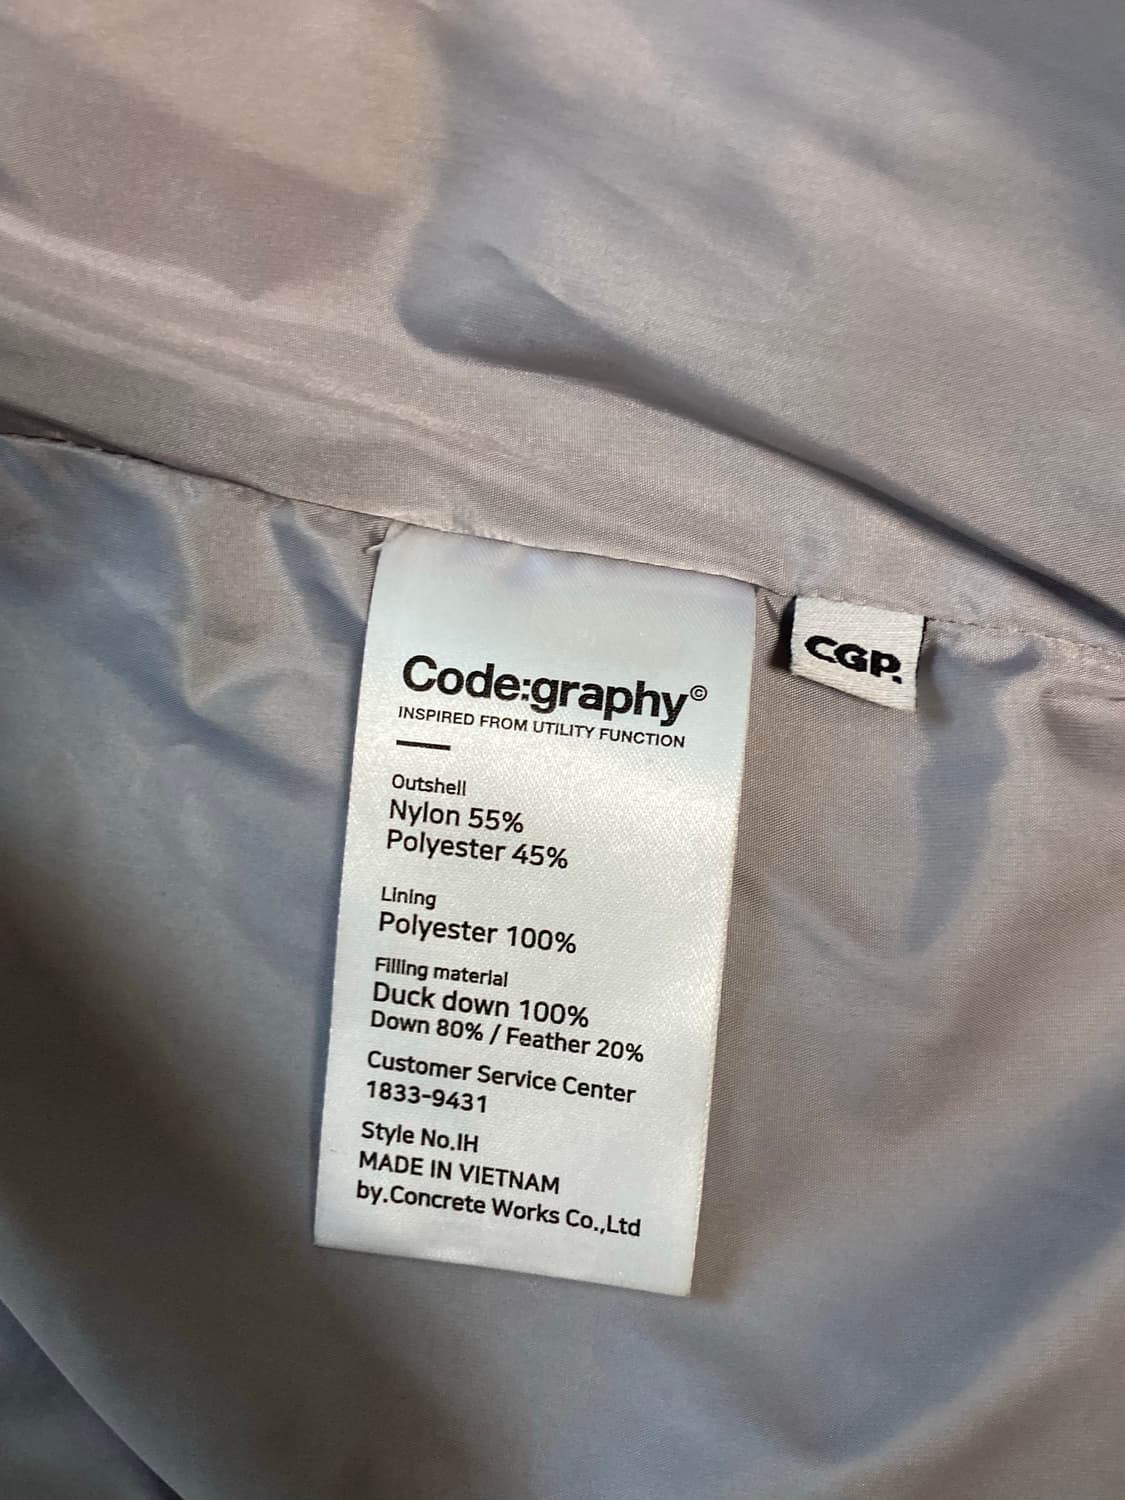 Code:graphy©
INSPIRED FROM UTILITY FUNCTION
Outshell
Nylon 55%
Polyester 45%
Lining
Polyester 100%
Filling material
Duck down 100%
Down 80% / Feather 20%
Customer Service Center
1833-9431
Style No.IH
MADE IN VIETNAM
by.Concrete Works Co.,Ltd
CGP.